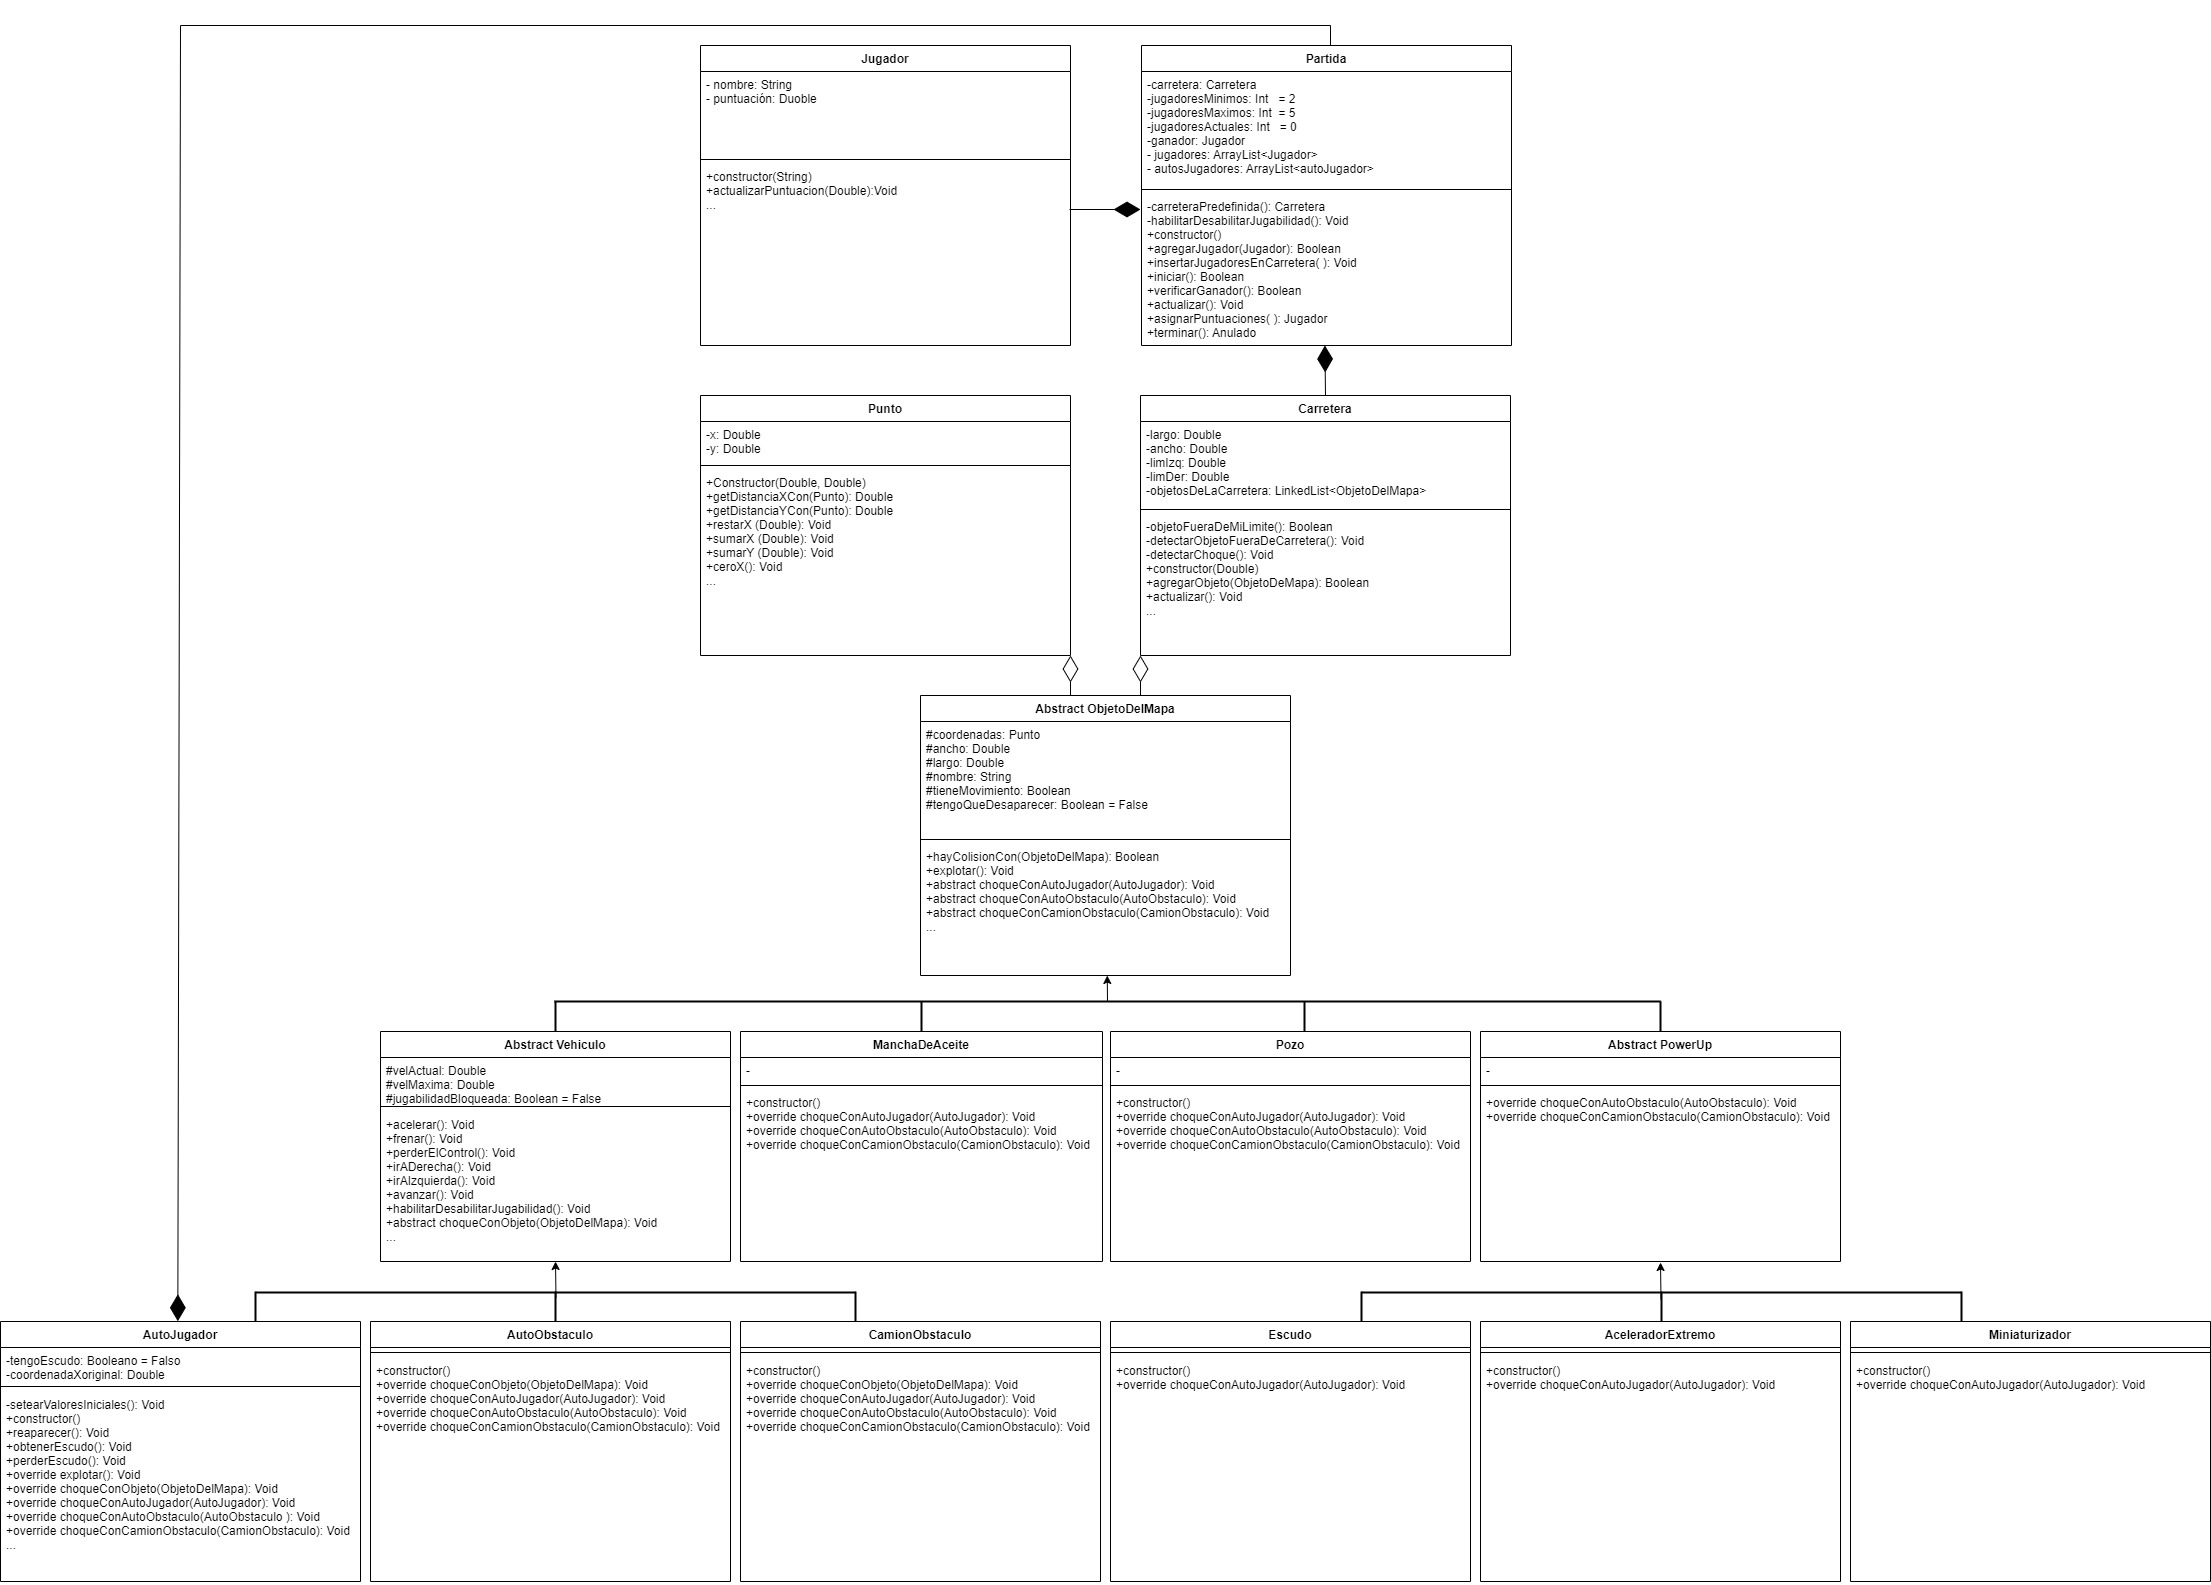 Jugador
- nombre: String
- puntuación: Duoble
+constructor(String)
+actualizarPuntuacion(Double):Void
...
Partida
-carretera: Carretera
-jugadoresMinimos: Int   = 2
-jugadoresMaximos: Int  = 5
-jugadoresActuales: Int   = 0
-ganador: Jugador
- jugadores: ArrayList<Jugador>
- autosJugadores: ArrayList<autoJugador>
-carreteraPredefinida(): Carretera
-habilitarDesabilitarJugabilidad(): Void
+constructor()
+agregarJugador(Jugador): Boolean
+insertarJugadoresEnCarretera( ): Void
+iniciar(): Boolean
+verificarGanador(): Boolean
+actualizar(): Void
+asignarPuntuaciones( ): Jugador
+terminar(): Anulado
Punto
-x: Double
-y: Double
+Constructor(Double, Double)
+getDistanciaXCon(Punto): Double
+getDistanciaYCon(Punto): Double
+restarX (Double): Void
+sumarX (Double): Void
+sumarY (Double): Void
+ceroX(): Void
...
Carretera
-largo: Double
-ancho: Double
-limIzq: Double
-limDer: Double
-objetosDeLaCarretera: LinkedList<ObjetoDelMapa>
-objetoFueraDeMiLimite(): Boolean
-detectarObjetoFueraDeCarretera(): Void
-detectarChoque(): Void
+constructor(Double)
+agregarObjeto(ObjetoDeMapa): Boolean
+actualizar(): Void
...
Abstract ObjetoDelMapa
#coordenadas: Punto
#ancho: Double
#largo: Double
#nombre: String
#tieneMovimiento: Boolean
#tengoQueDesaparecer: Boolean = False
+hayColisionCon(ObjetoDelMapa): Boolean
+explotar(): Void
+abstract choqueConAutoJugador(AutoJugador): Void
+abstract choqueConAutoObstaculo(AutoObstaculo): Void
+abstract choqueConCamionObstaculo(CamionObstaculo): Void
...
Abstract Vehiculo
#velActual: Double
#velMaxima: Double
#jugabilidadBloqueada: Boolean = False
+acelerar(): Void
+frenar(): Void
+perderElControl(): Void
+irADerecha(): Void
+irAIzquierda(): Void
+avanzar(): Void
+habilitarDesabilitarJugabilidad(): Void
+abstract choqueConObjeto(ObjetoDelMapa): Void
...
ManchaDeAceite
-
+constructor()
+override choqueConAutoJugador(AutoJugador): Void
+override choqueConAutoObstaculo(AutoObstaculo): Void
+override choqueConCamionObstaculo(CamionObstaculo): Void
Pozo
-
+constructor()
+override choqueConAutoJugador(AutoJugador): Void
+override choqueConAutoObstaculo(AutoObstaculo): Void
+override choqueConCamionObstaculo(CamionObstaculo): Void
Abstract PowerUp
-
+override choqueConAutoObstaculo(AutoObstaculo): Void
+override choqueConCamionObstaculo(CamionObstaculo): Void
AutoJugador
-tengoEscudo: Booleano = Falso
-coordenadaXoriginal: Double
-setearValoresIniciales(): Void
+constructor()
+reaparecer(): Void
+obtenerEscudo(): Void
+perderEscudo(): Void
+override explotar(): Void
+override choqueConObjeto(ObjetoDelMapa): Void
+override choqueConAutoJugador(AutoJugador): Void
+override choqueConAutoObstaculo(AutoObstaculo ): Void
+override choqueConCamionObstaculo(CamionObstaculo): Void
...
AutoObstaculo
+constructor()
+override choqueConObjeto(ObjetoDelMapa): Void
+override choqueConAutoJugador(AutoJugador): Void
+override choqueConAutoObstaculo(AutoObstaculo): Void
+override choqueConCamionObstaculo(CamionObstaculo): Void
CamionObstaculo
+constructor()
+override choqueConObjeto(ObjetoDelMapa): Void
+override choqueConAutoJugador(AutoJugador): Void
+override choqueConAutoObstaculo(AutoObstaculo): Void
+override choqueConCamionObstaculo(CamionObstaculo): Void
Escudo
+constructor()
+override choqueConAutoJugador(AutoJugador): Void
AceleradorExtremo
+constructor()
+override choqueConAutoJugador(AutoJugador): Void
Miniaturizador
+constructor()
+override choqueConAutoJugador(AutoJugador): Void